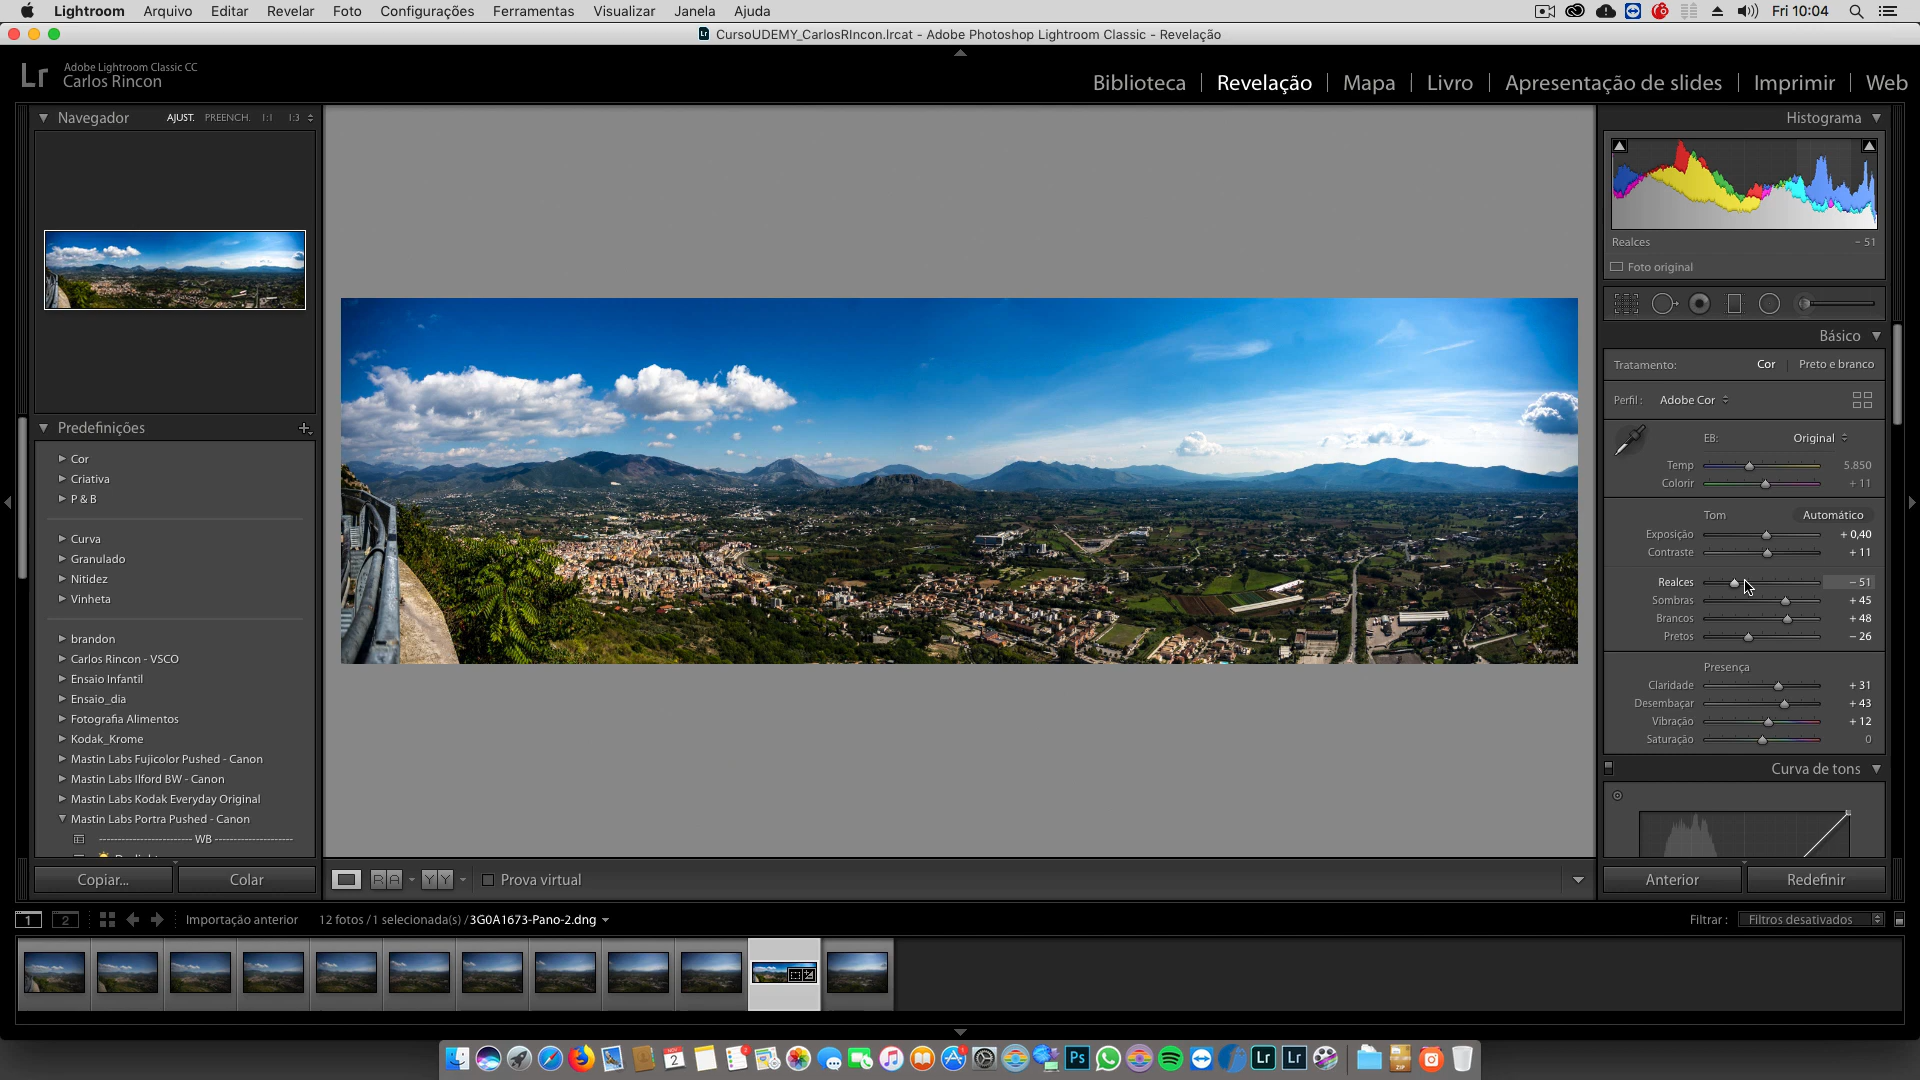 Lightroom Arquivo Editar Revelar Foto Configurações Ferramentas Visualizar Janela Ajuda Fri 10:04
CursoUDEMY_CarlosRIncon.lrcat - Adobe Photoshop Lightroom Classic - Revelação
Lr Adobe Lightroom Classic CC
Carlos Rincon
Biblioteca | Revelação | Mapa | Livro | Apresentação de slides | Imprimir | Web
Navegador AJUST. PREENCH. 1:1 1:3
Predefinições +
Cor
Criativa
P & B
Curva
Granulado
Nitidez
Vinheta
brandon
Carlos Rincon - VSCO
Ensaio Infantil
Ensaio_dia
Fotografia Alimentos
Kodak_Krome
Mastin Labs Fujicolor Pushed - Canon
Mastin Labs Ilford BW - Canon
Mastin Labs Kodak Everyday Original
Mastin Labs Portra Pushed - Canon
------------------------- WB ---------------------
Copiar... Colar
R A Y Y Prova virtual
Histograma
Realces - 51
Foto original
Básico
Tratamento: Cor | Preto e branco
Perfil : Adobe Cor
EB: Original
Temp 5.850
Colorir + 11
Tom Automático
Exposição + 0,40
Contraste + 11
Realces - 51
Sombras + 45
Brancos + 48
Pretos - 26
Presença
Claridade + 31
Desembaçar + 43
Vibração + 12
Saturação 0
Curva de tons
Anterior Redefinir
1 2 Importação anterior 12 fotos / 1 selecionada(s) / 3G0A1673-Pano-2.dng Filtrar : Filtros desativados
NOV
2
Ps Lr Lr
ZIP